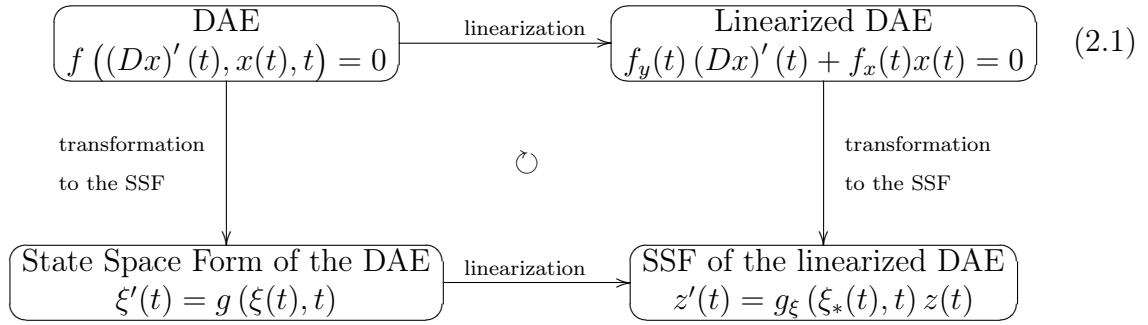 DAE
f ((Dx)′ (t), x(t), t) = 0
linearization
Linearized DAE
f_y(t) (Dx)′ (t) + f_x(t)x(t) = 0
(2.1)
transformation
to the SSF
↻
transformation
to the SSF
State Space Form of the DAE
ξ′(t) = g (ξ(t), t)
linearization
SSF of the linearized DAE
z′(t) = g_ξ (ξ_*(t), t) z(t)